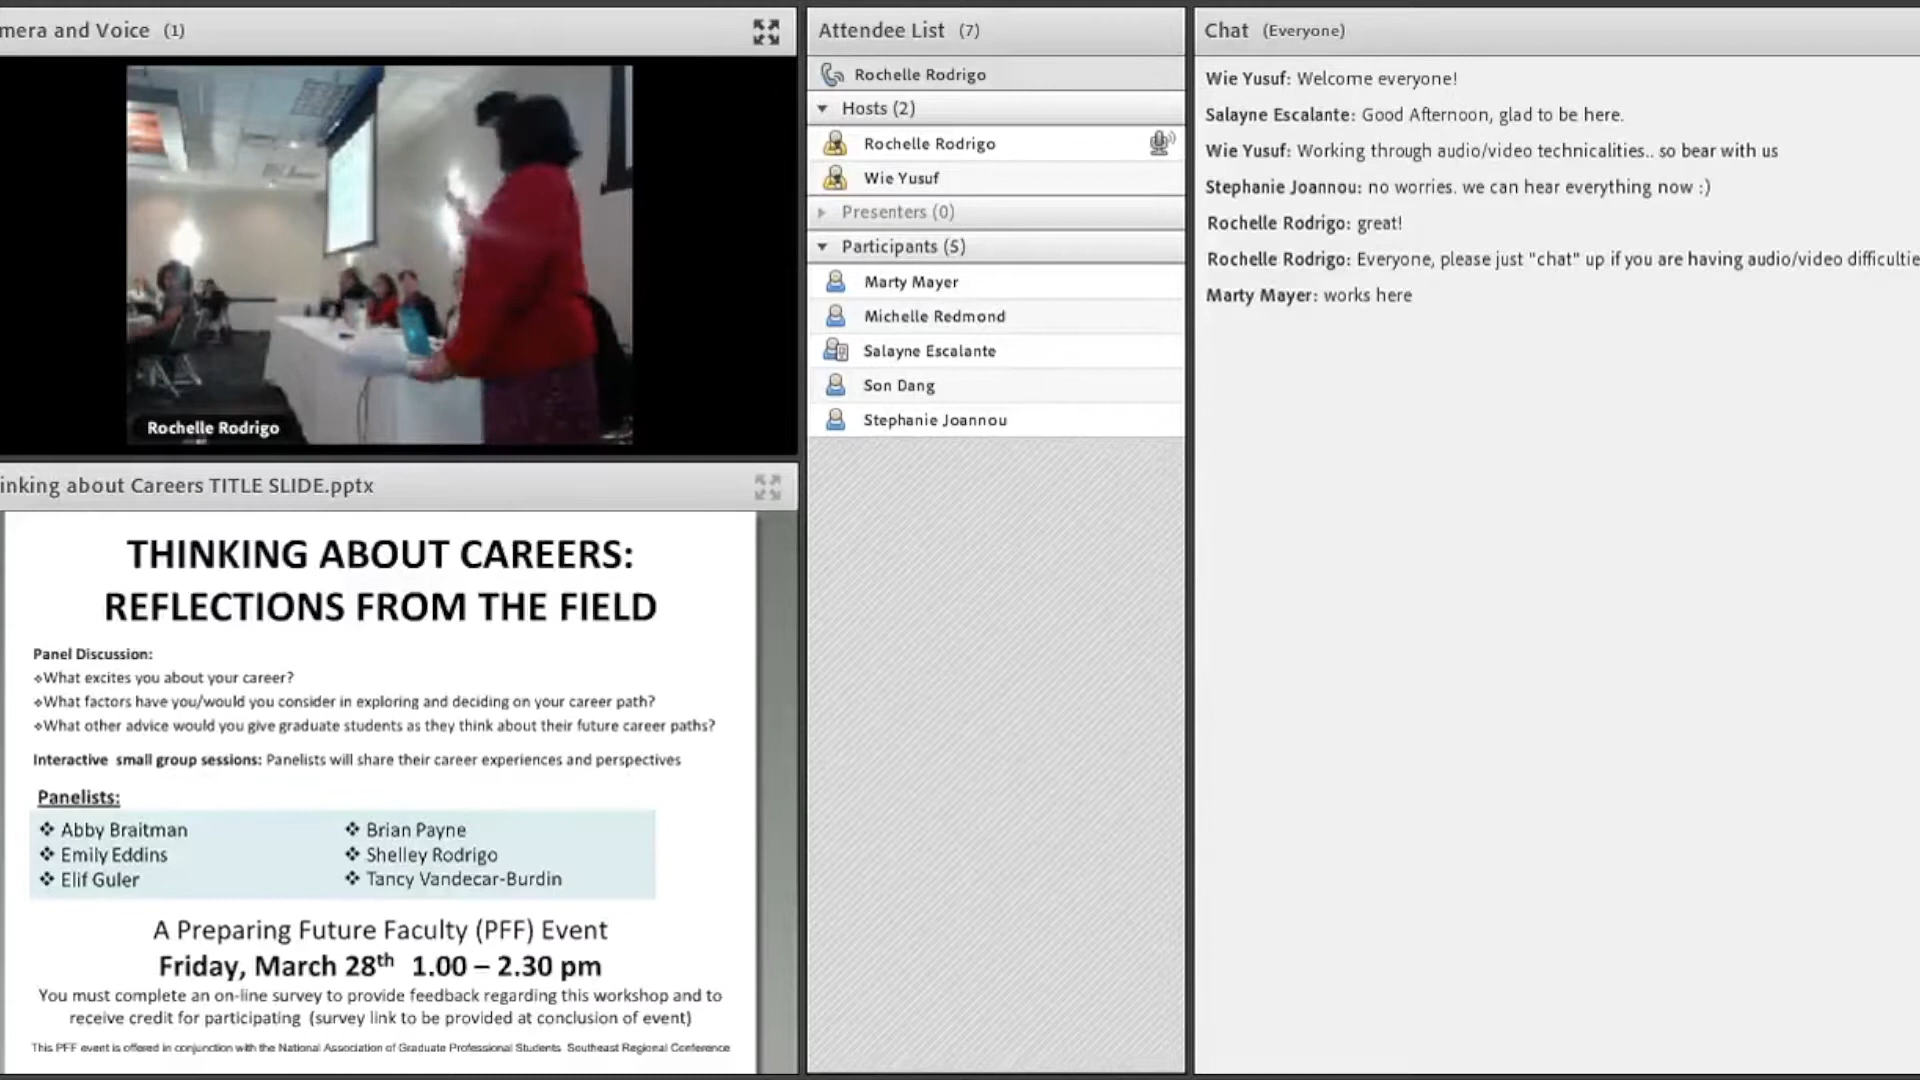 mera and Voice (1)
Rochelle Rodrigo
inking about Careers TITLE SLIDE.pptx
THINKING ABOUT CAREERS:
REFLECTIONS FROM THE FIELD
Panel Discussion:
❖What excites you about your career?
❖What factors have you/would you consider in exploring and deciding on your career path?
❖What other advice would you give graduate students as they think about their future career paths?
Interactive small group sessions: Panelists will share their career experiences and perspectives
Panelists:
❖ Abby Braitman
❖ Emily Eddins
❖ Elif Guler
❖ Brian Payne
❖ Shelley Rodrigo
❖ Tancy Vandecar-Burdin
A Preparing Future Faculty (PFF) Event
Friday, March 28th 1.00 – 2.30 pm
You must complete an on-line survey to provide feedback regarding this workshop and to
receive credit for participating (survey link to be provided at conclusion of event)
This PFF event is offered in conjunction with the National Association of Graduate Professional Students Southeast Regional Conference
Attendee List (7)
Rochelle Rodrigo
Hosts (2)
Rochelle Rodrigo
Wie Yusuf
Presenters (0)
Participants (5)
Marty Mayer
Michelle Redmond
Salayne Escalante
Son Dang
Stephanie Joannou
Chat (Everyone)
Wie Yusuf: Welcome everyone!
Salayne Escalante: Good Afternoon, glad to be here.
Wie Yusuf: Working through audio/video technicalities.. so bear with us
Stephanie Joannou: no worries. we can hear everything now :)
Rochelle Rodrigo: great!
Rochelle Rodrigo: Everyone, please just "chat" up if you are having audio/video difficultie
Marty Mayer: works here